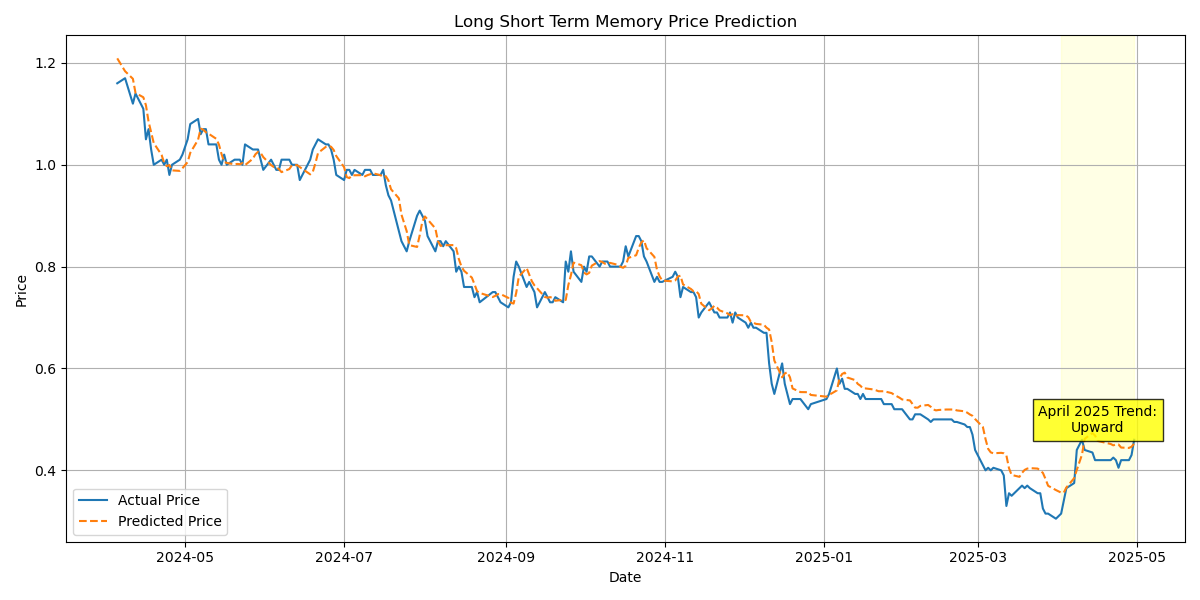 Long Short Term Memory Price Prediction
Price
1.2
1.0
0.8
0.6
0.4
April 2025 Trend:
Upward
Actual Price
Predicted Price
2024-05
2024-07
2024-09
2024-11
2025-01
2025-03
2025-05
Date